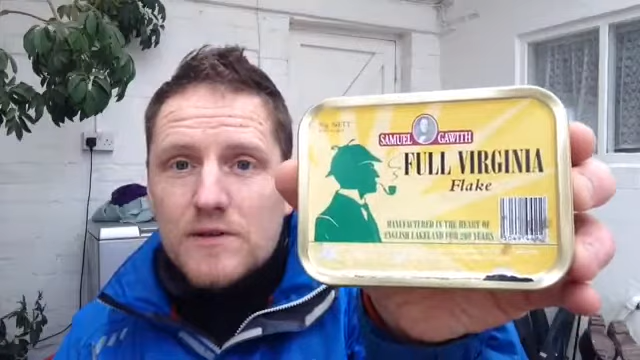 SAMUEL GAWITH
FULL VIRGINIA
Flake
MANUFACTURED IN THE HEART OF
ENGLISH LAKELAND FOR 200 YEARS